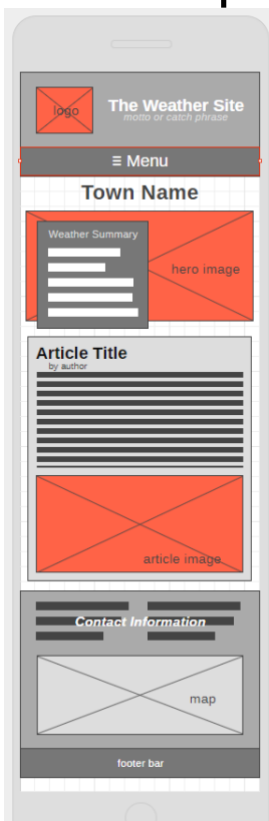 logo
The Weather Site
motto or catch phrase
☰ Menu
Town Name
Weather Summary
hero image
Article Title
by author
article image
Contact Information
map
footer bar